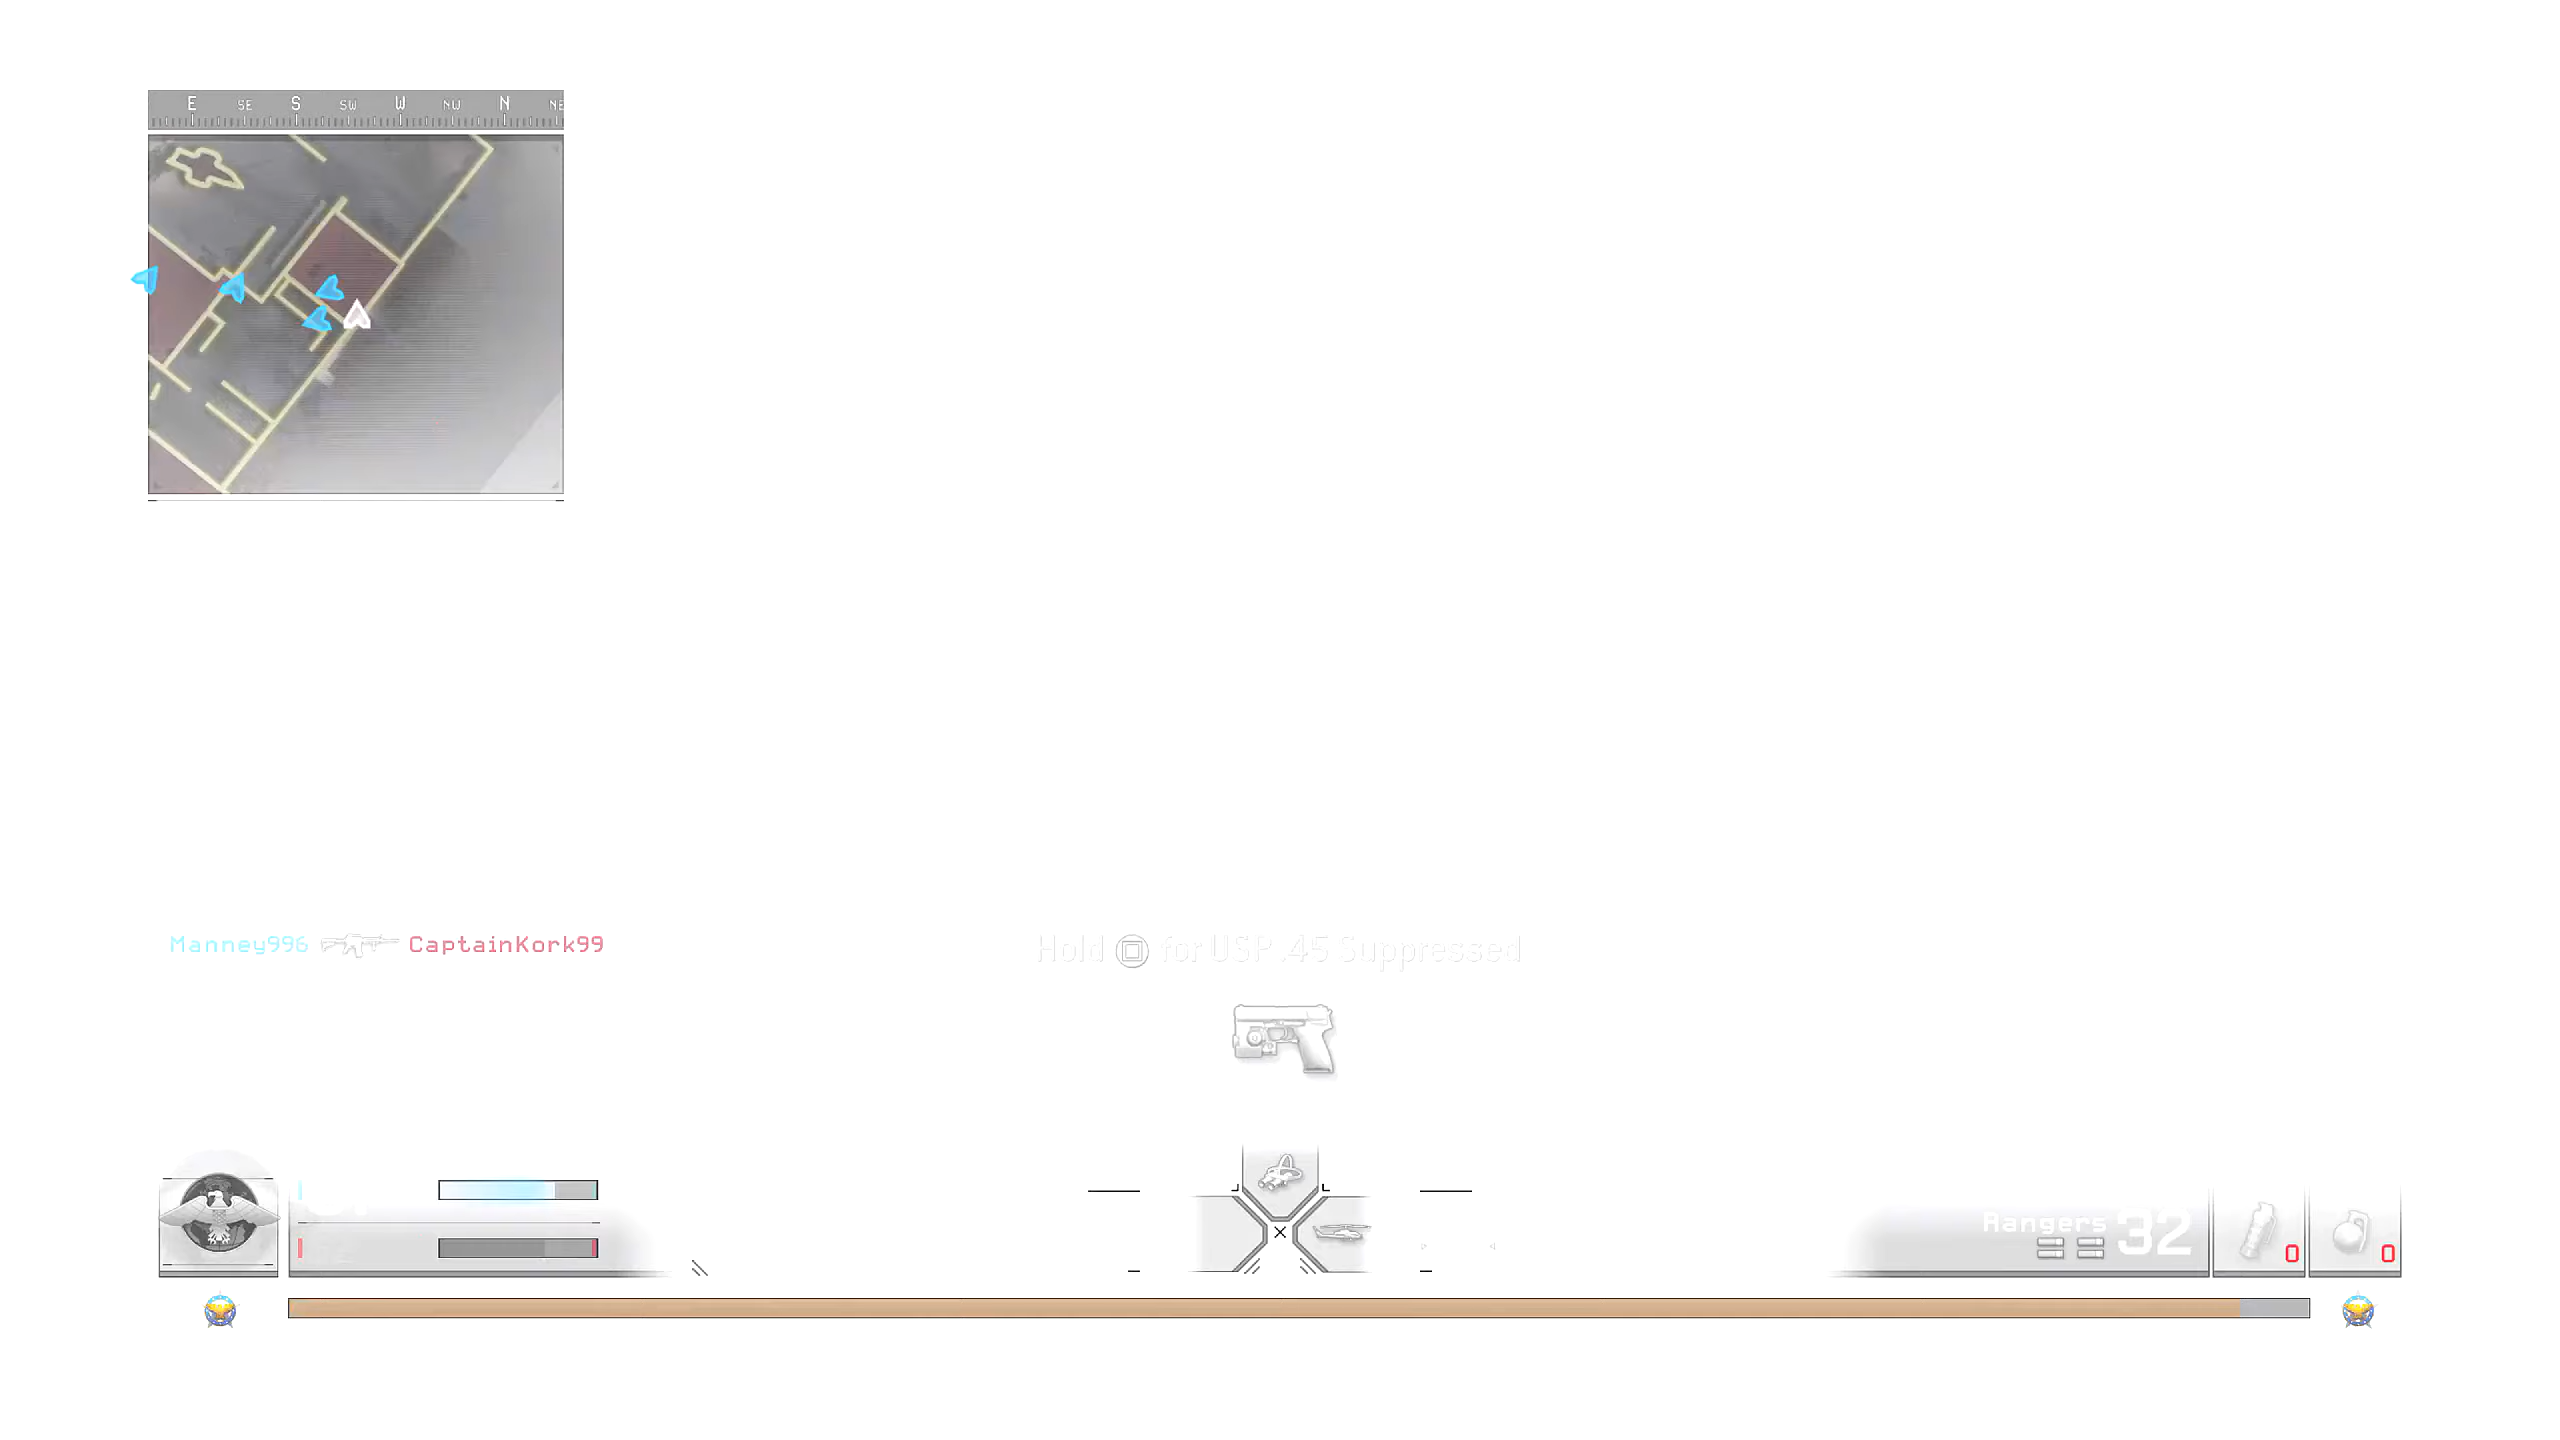 E SE S SW W NW N NE
Manney996 CaptainKork99
Hold for USP .45 Suppressed
Rangers 32
0 0